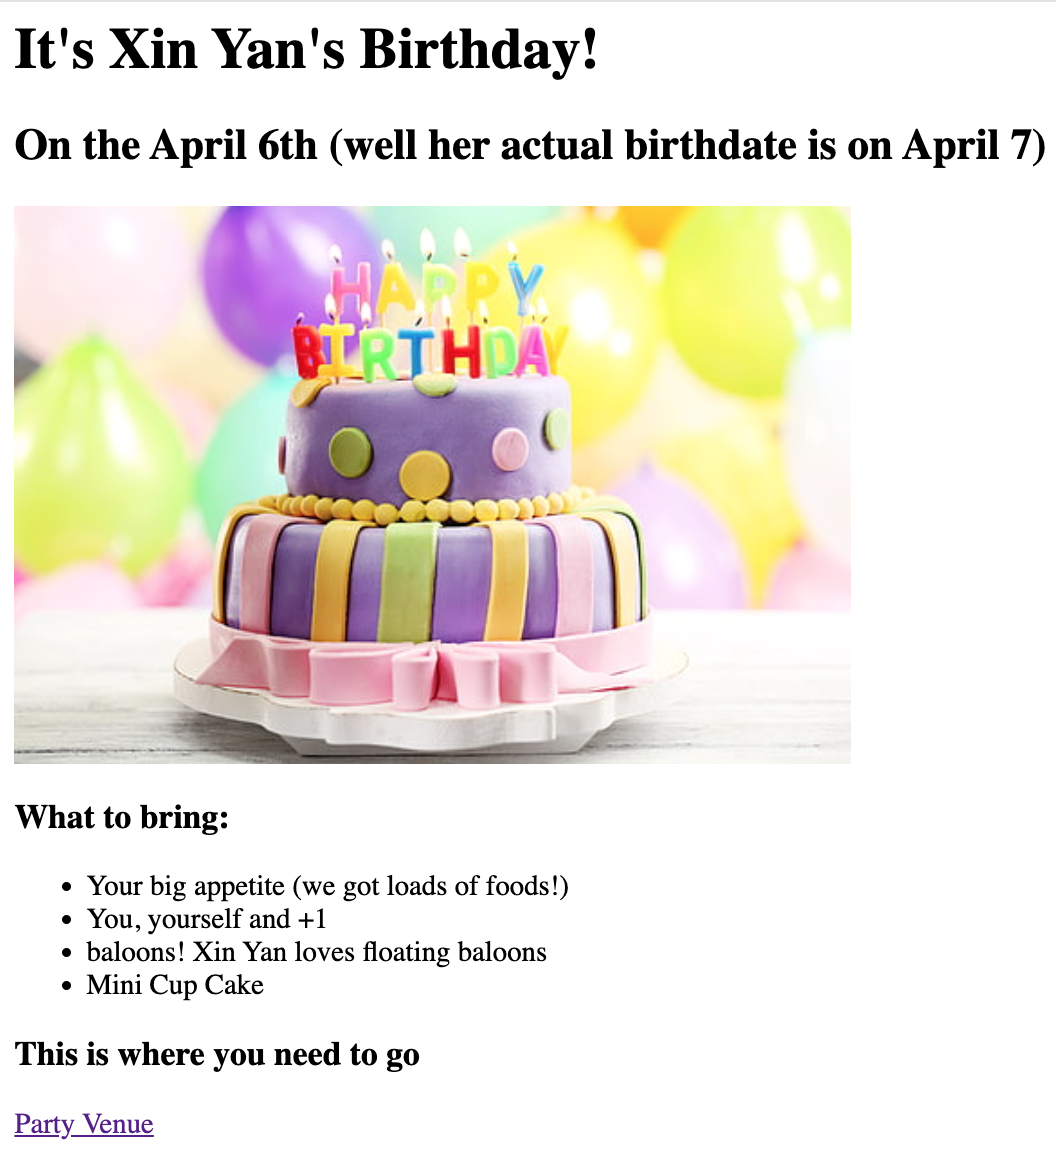 It's Xin Yan's Birthday!
On the April 6th (well her actual birthdate is on April 7)
HAPPY
BIRTHDAY
What to bring:
Your big appetite (we got loads of foods!)
You, yourself and +1
baloons! Xin Yan loves floating baloons
Mini Cup Cake
This is where you need to go
Party Venue